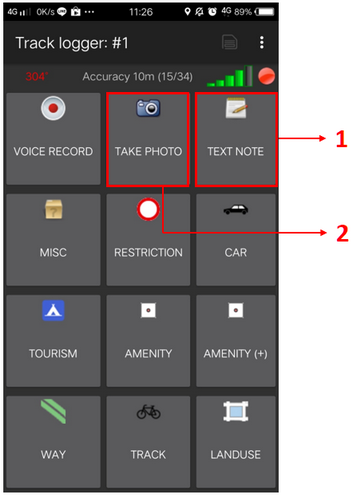 4G 0K/s ... 11:26 4G 89%
Track logger: #1
304° Accuracy 10m (15/34)
VOICE RECORD TAKE PHOTO TEXT NOTE
1
2
MISC RESTRICTION CAR
TOURISM AMENITY AMENITY (+)
WAY TRACK LANDUSE